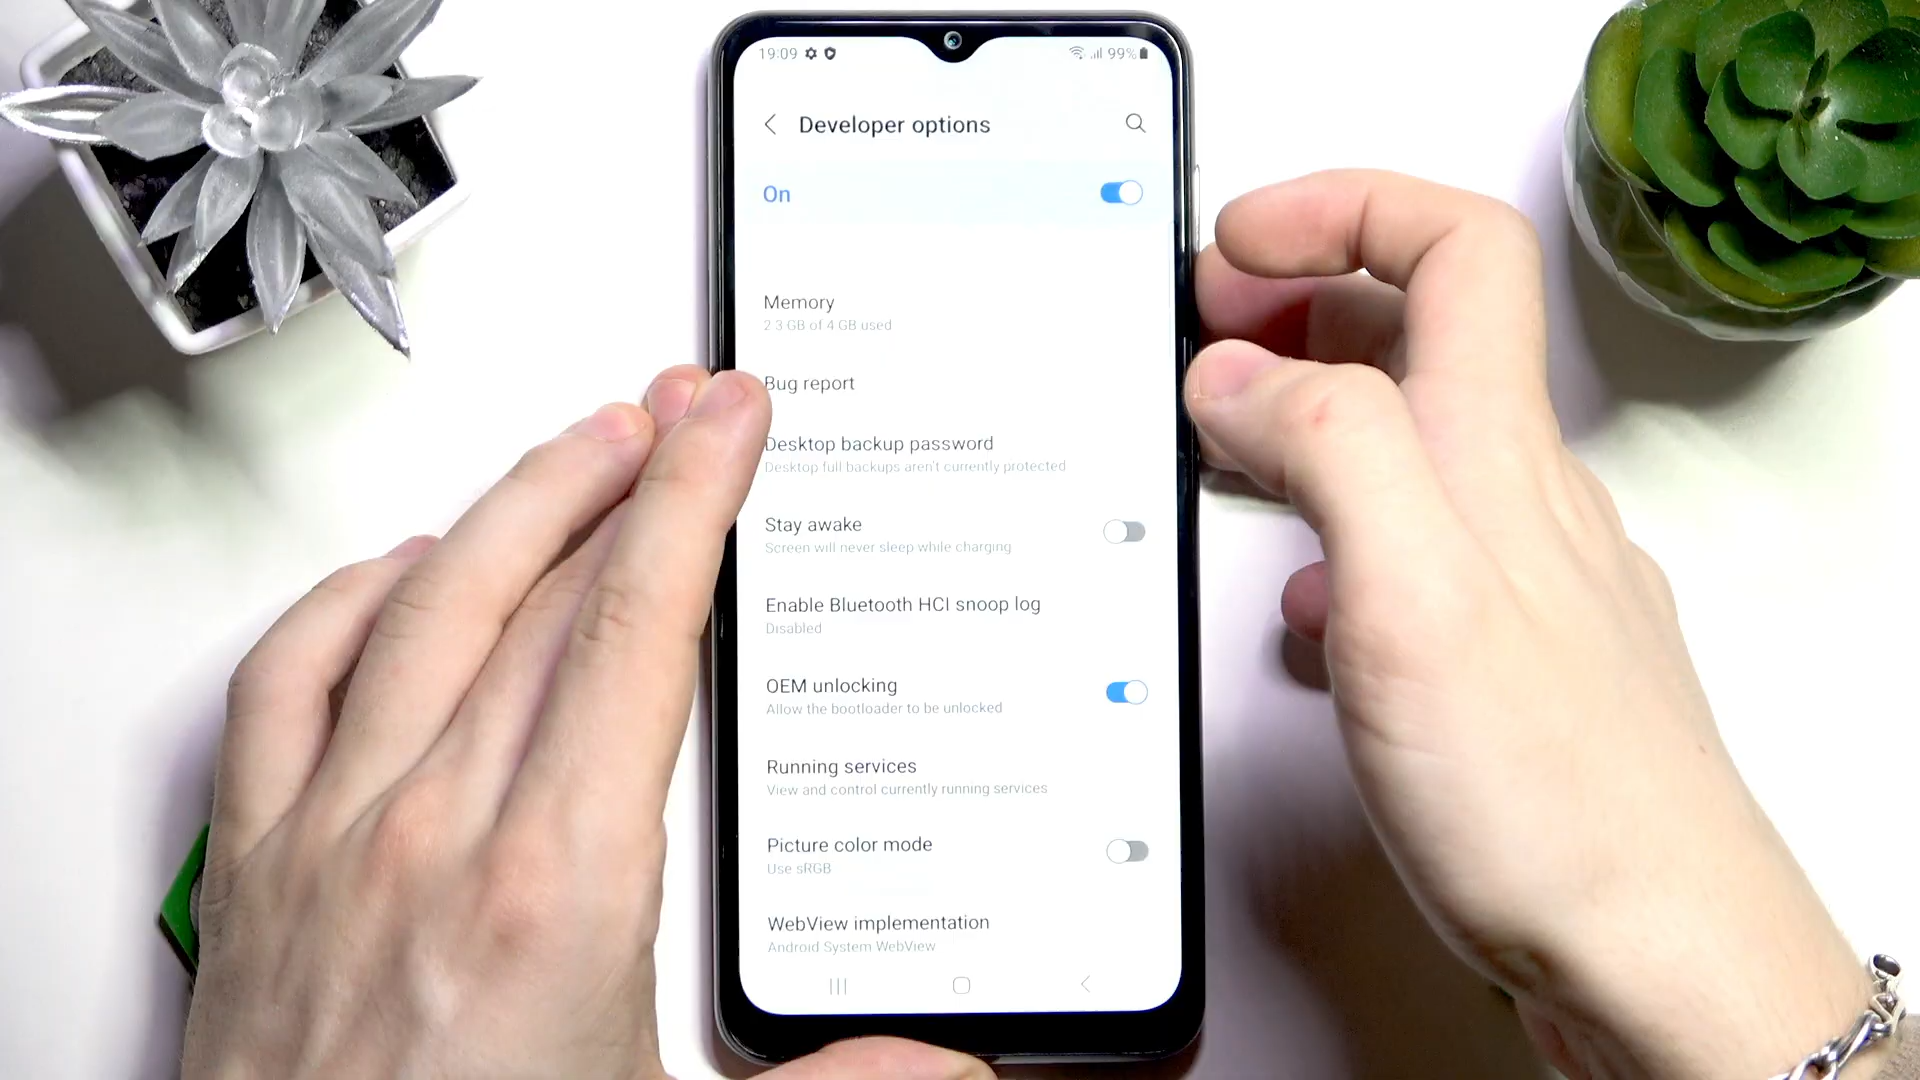 19:09 99%
Developer options
On
Memory
2.3 GB of 4 GB used
Bug report
Desktop backup password
Desktop full backups aren't currently protected
Stay awake
Screen will never sleep while charging
Enable Bluetooth HCI snoop log
Disabled
OEM unlocking
Allow the bootloader to be unlocked
Running services
View and control currently running services
Picture color mode
Use sRGB
WebView implementation
Android System WebView